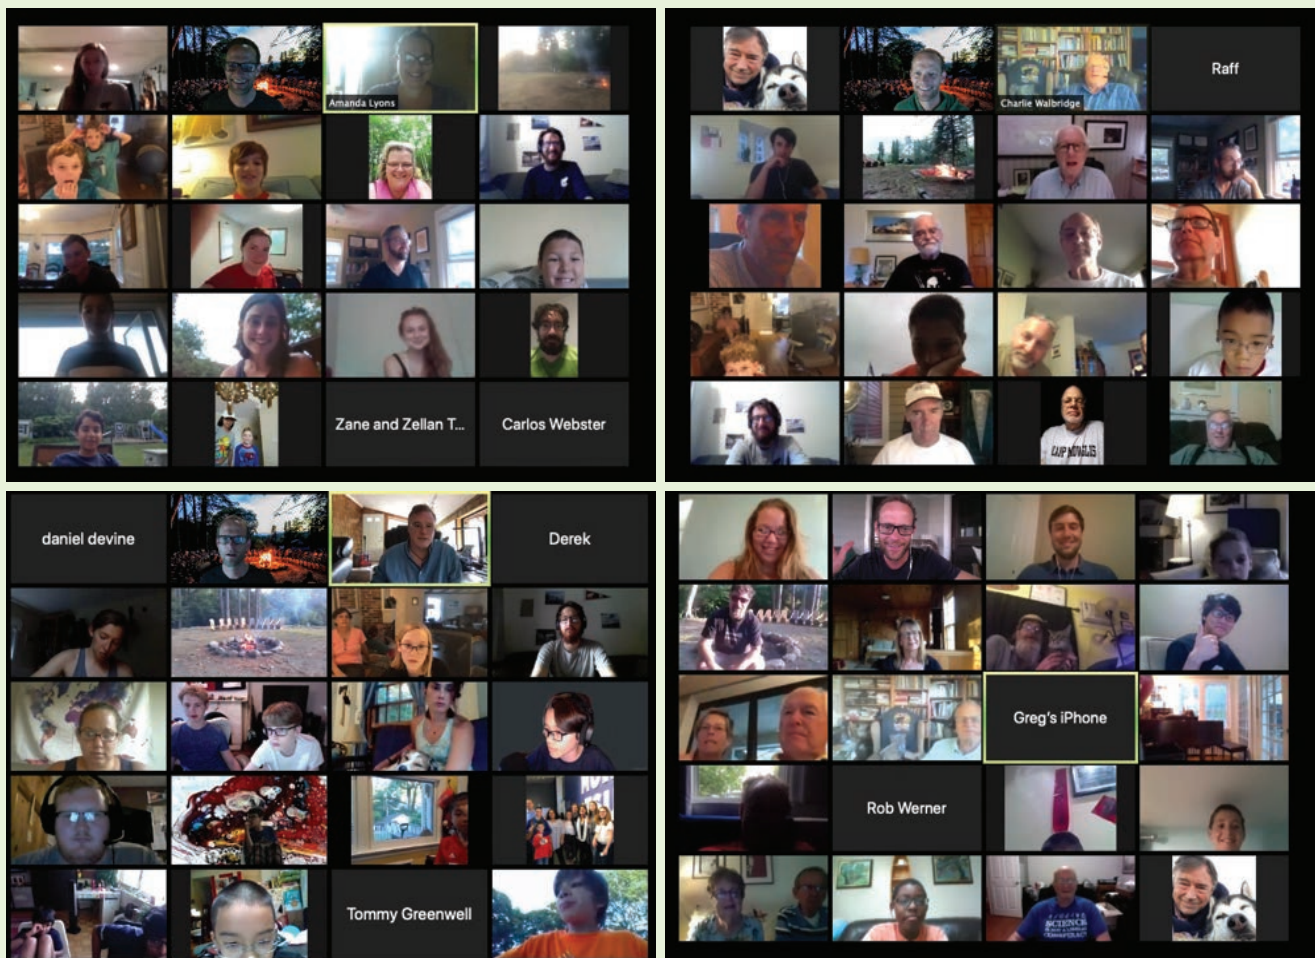 Amanda Lyons
Zane and Zellan T...
Carlos Webster
Raff
Charlie Walbridge
daniel devine
Derek
Tommy Greenwell
Greg's iPhone
Rob Werner
SCIENCE